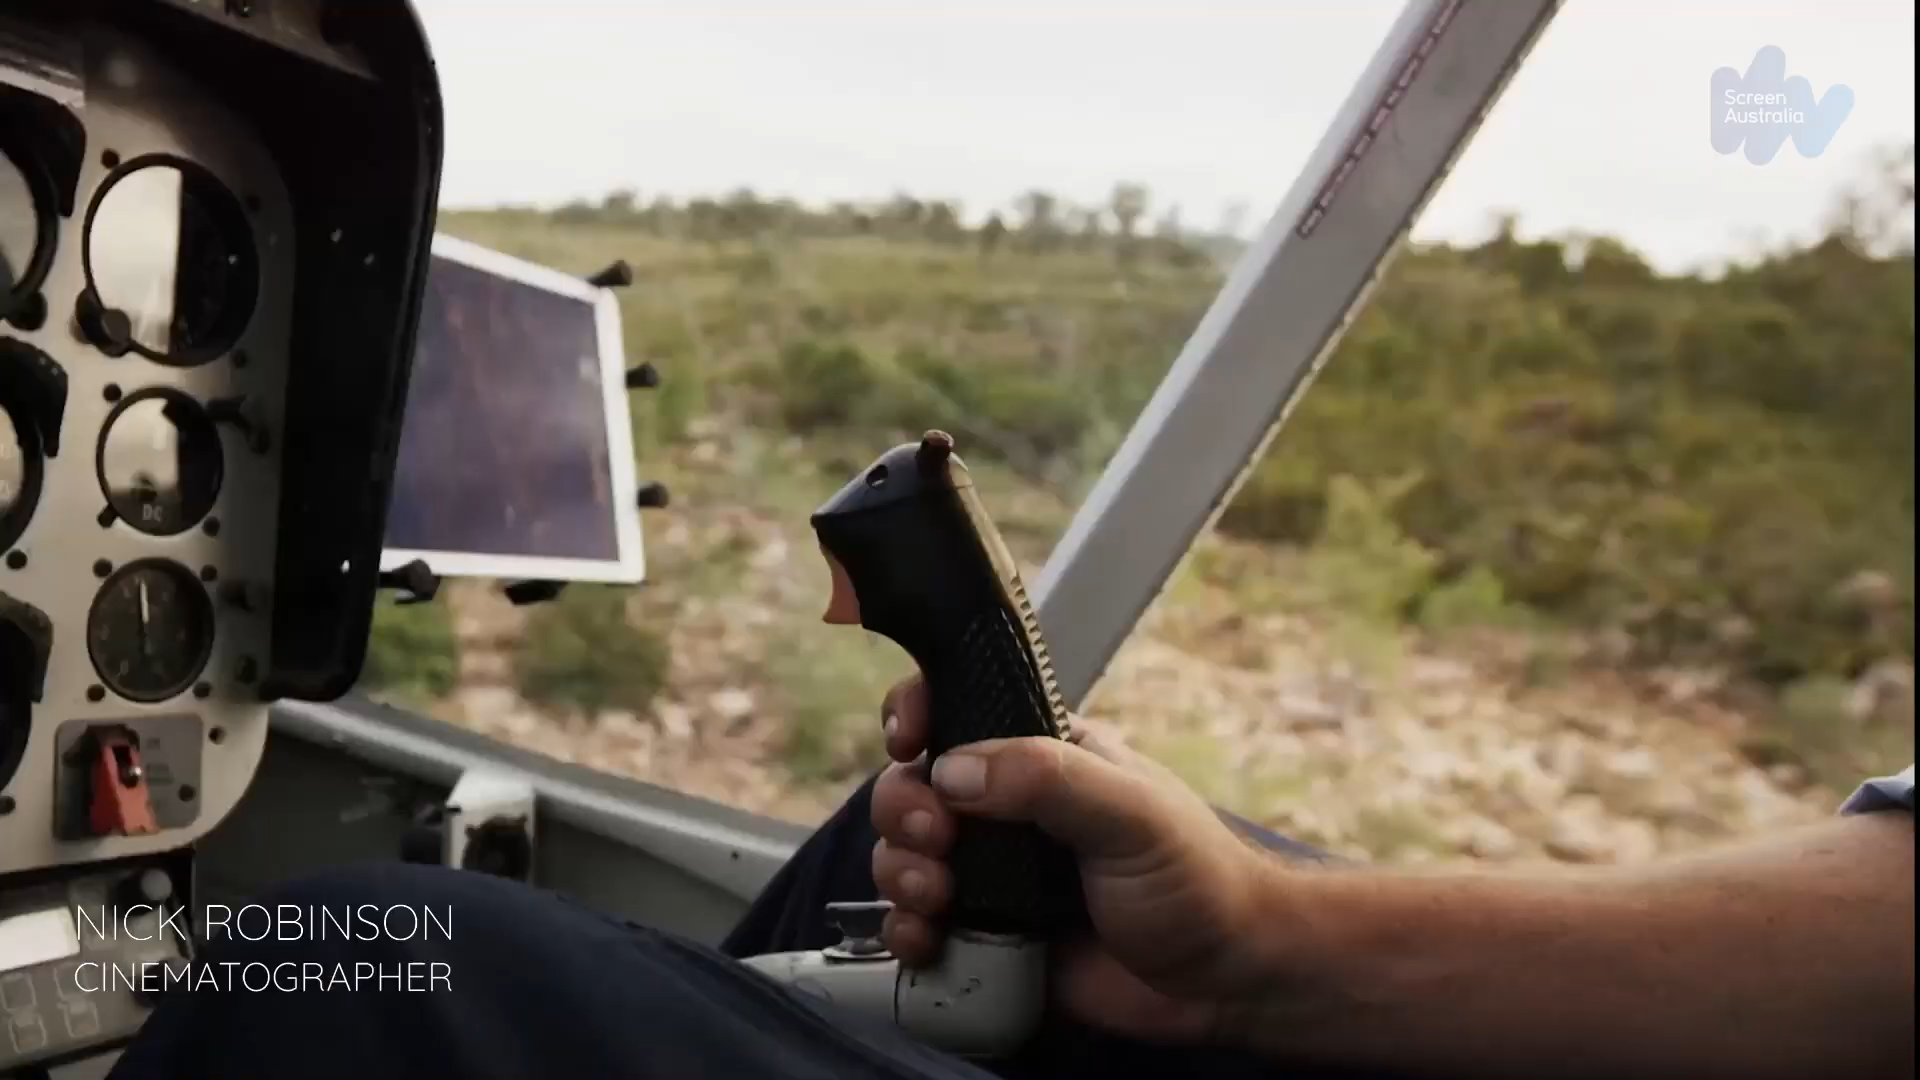 Screen
Australia
DC
NICK ROBINSON
CINEMATOGRAPHER